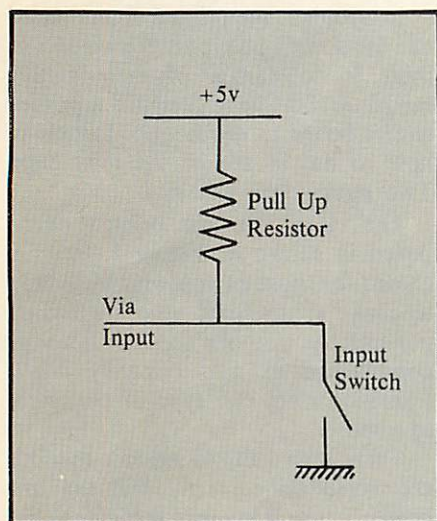 +5v
Pull Up
Resistor
Via
Input
Input
Switch